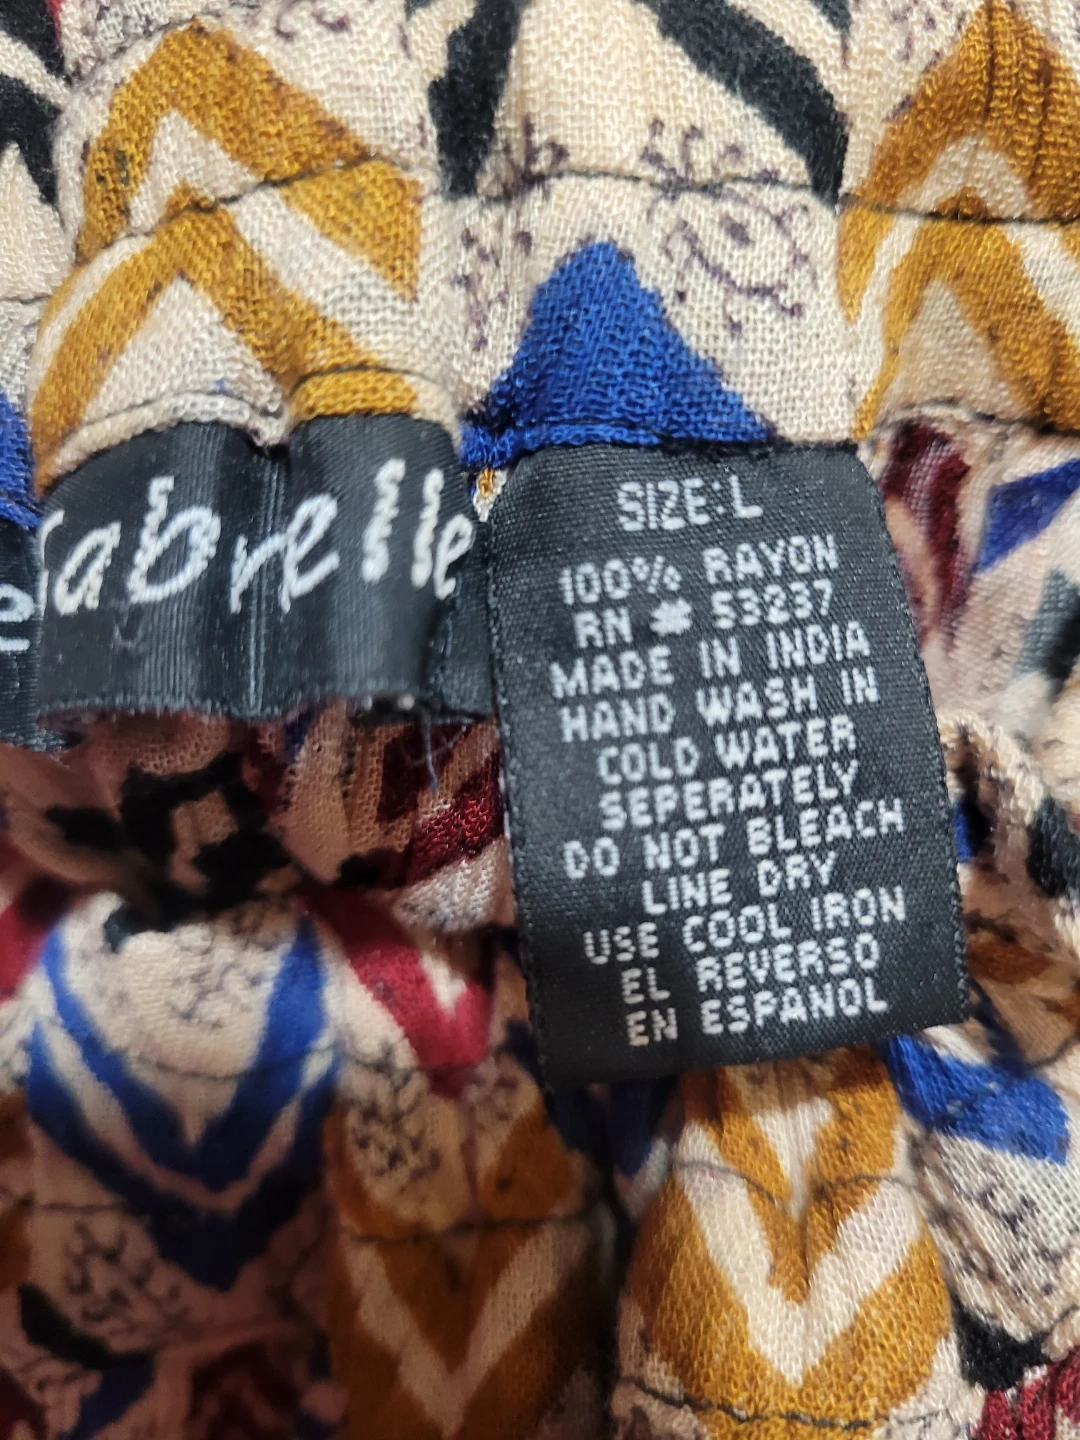 abrelle
SIZE:L
100% RAYON
RN # 53237
MADE IN INDIA
HAND WASH IN
COLD WATER
SEPERATELY
DO NOT BLEACH
LINE DRY
USE COOL IRON
EL REVERSO
EN ESPANOL